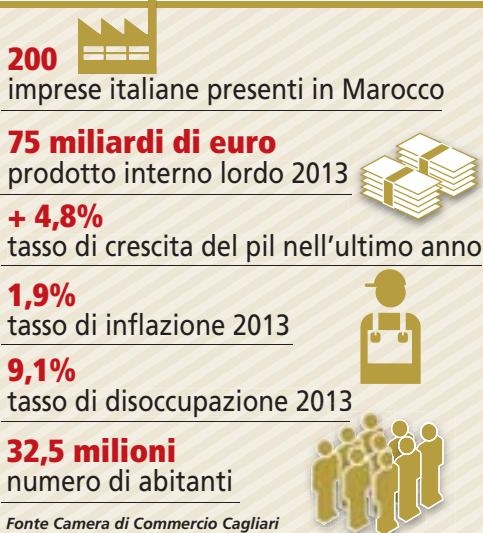 200
imprese italiane presenti in Marocco
75 miliardi di euro
prodotto interno lordo 2013
+ 4,8%
tasso di crescita del pil nell'ultimo anno
1,9%
tasso di inflazione 2013
9,1%
tasso di disoccupazione 2013
32,5 milioni
numero di abitanti
Fonte Camera di Commercio Cagliari